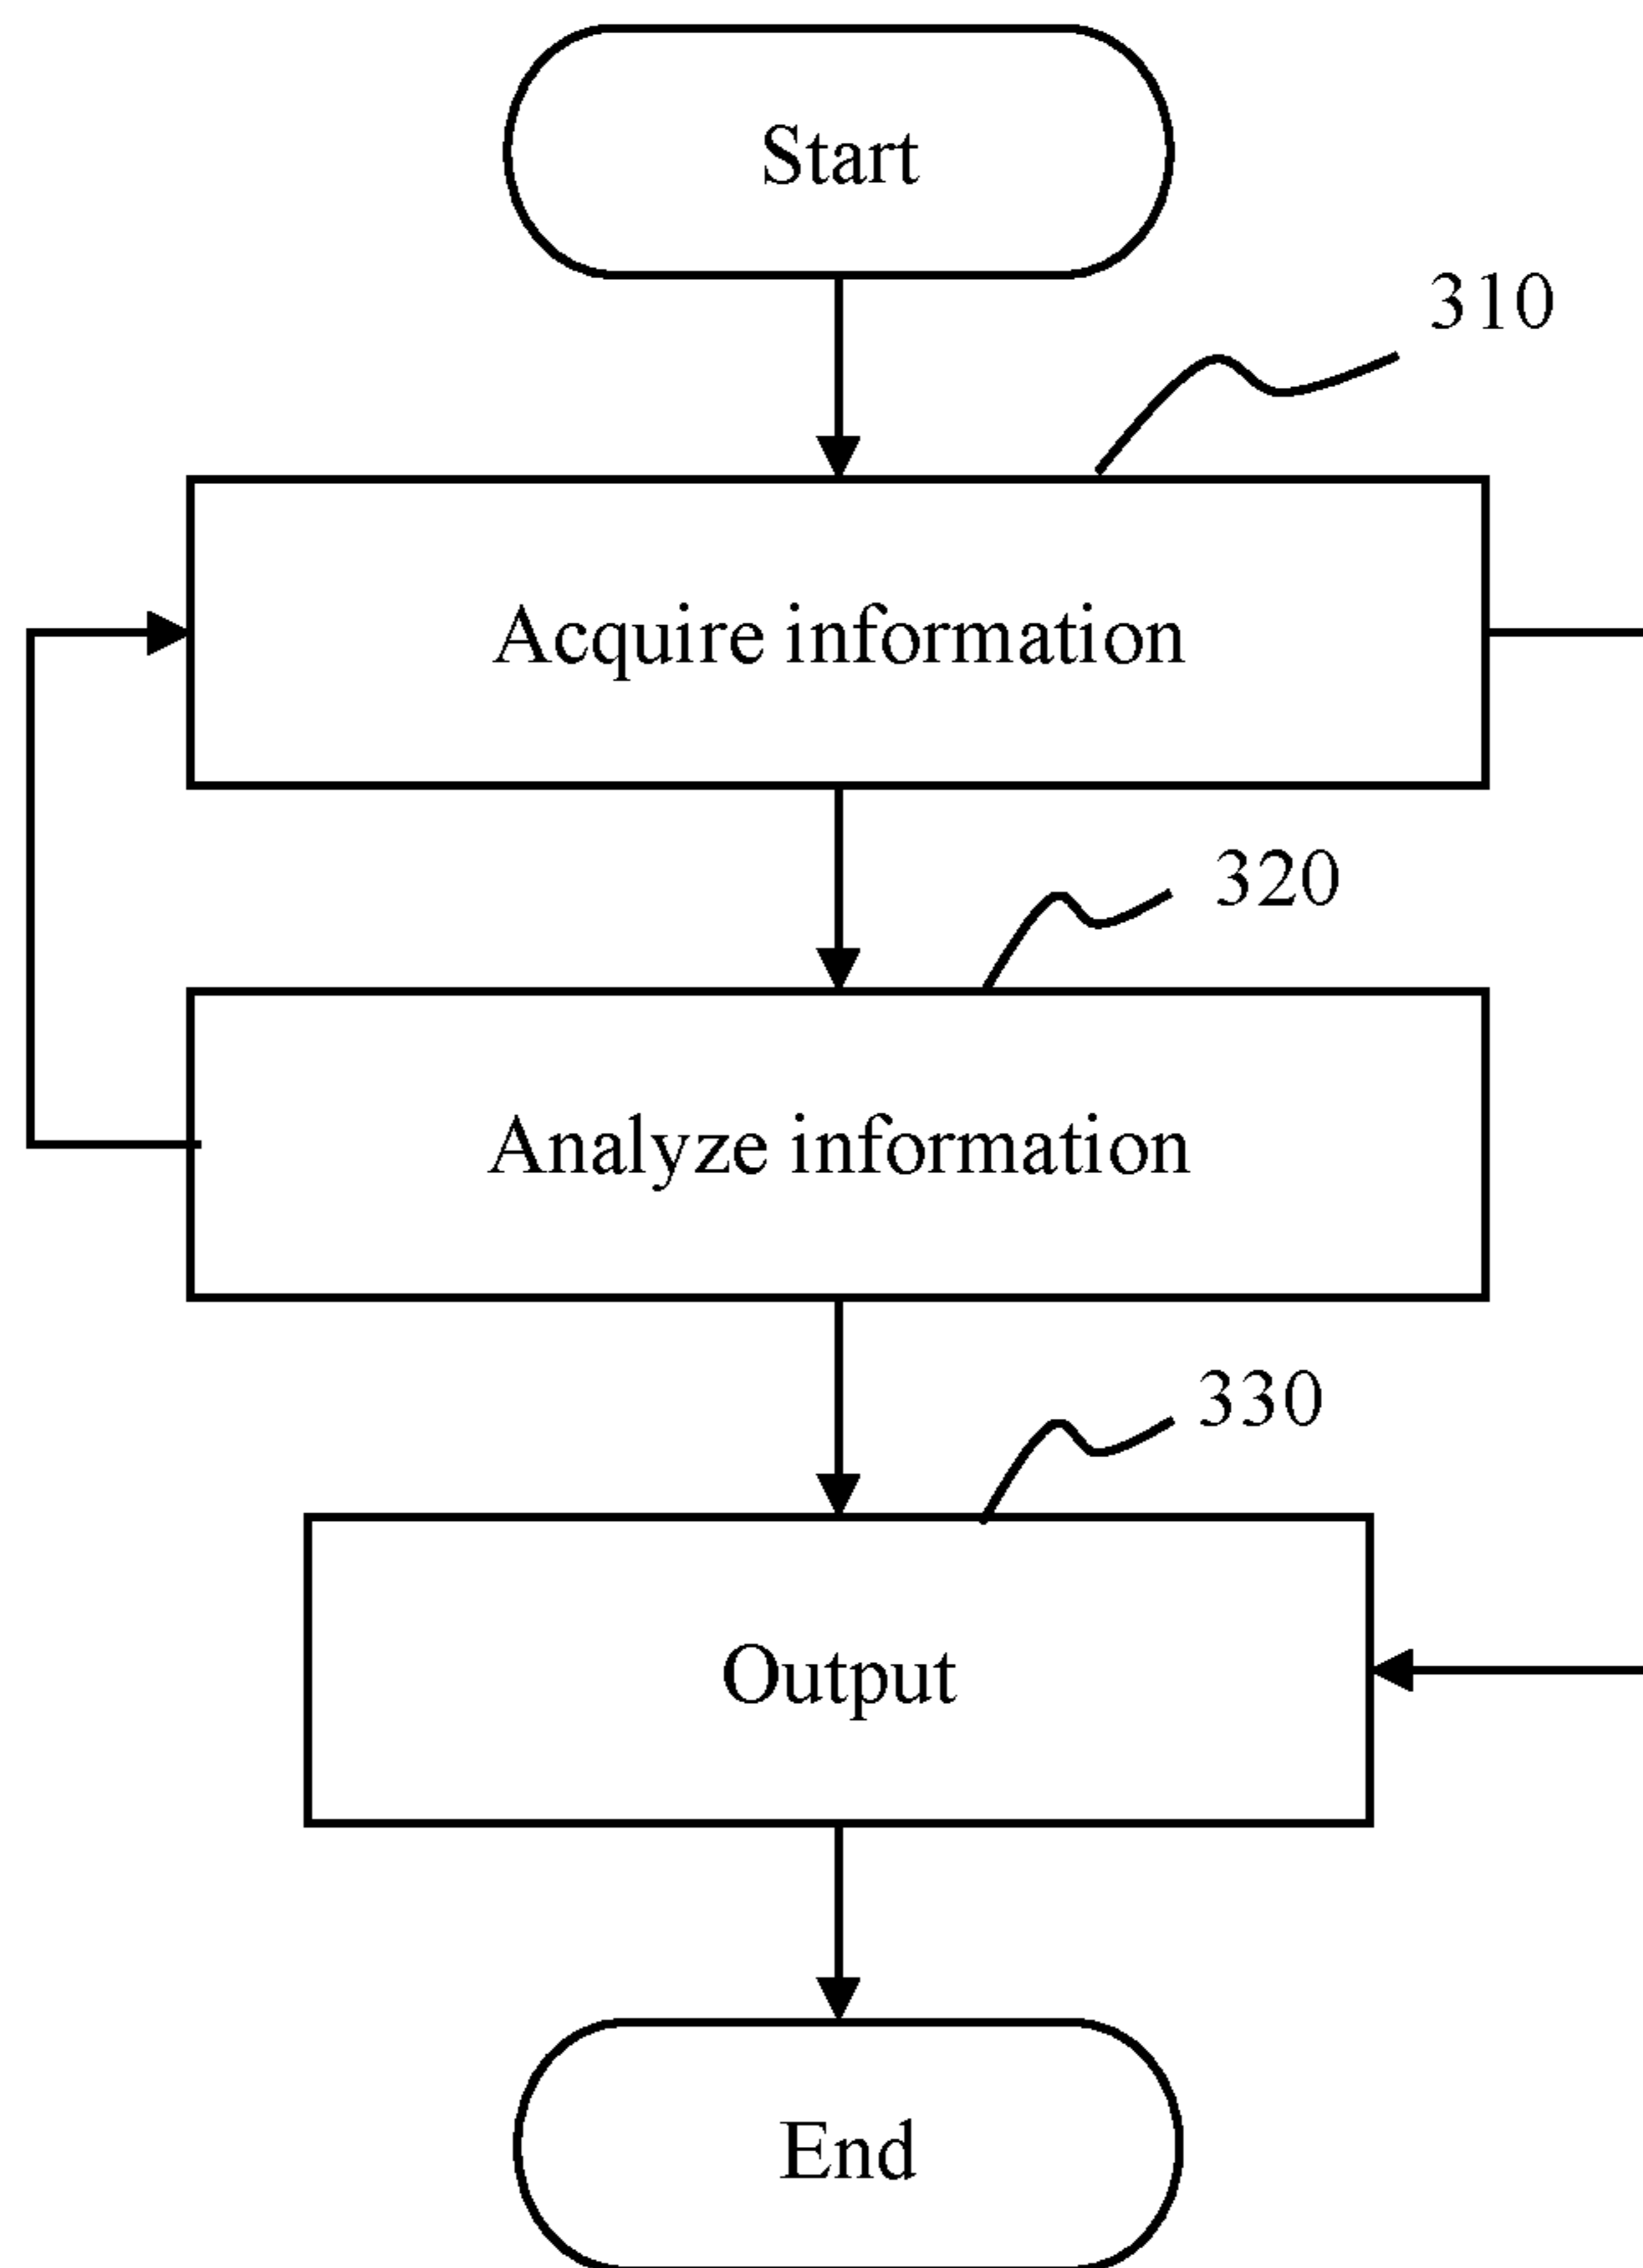 Start
310
Acquire information
320
Analyze information
330
Output
End